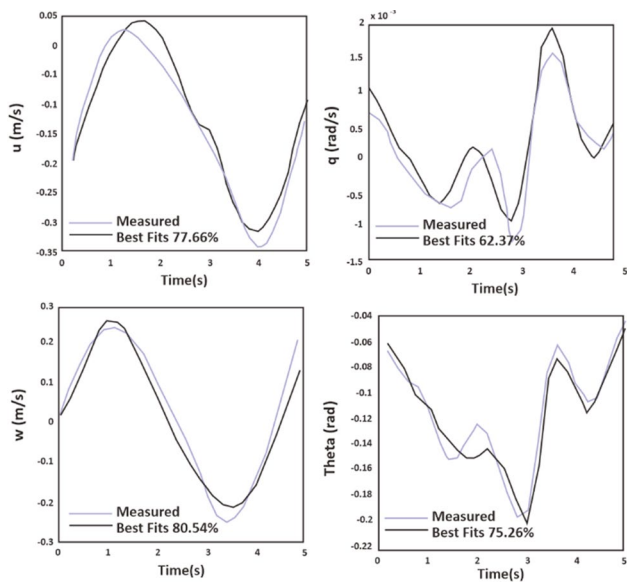 0.05
0
-0.1
-0.15
-0.2
-0.25
-0.3
-0.35
u (m/s)
Measured
Best Fits 77.66%
0 1 2 3 4 5
Time(s)
x 10⁻³
2
1.5
1
0.5
0
-0.5
-1
-1.5
q (rad/s)
Measured
Best Fits 62.37%
0 1 2 3 4 5
Time(s)
0.3
0.2
0.1
0
-0.1
-0.2
-0.3
w (m/s)
Measured
Best Fits 80.54%
0 1 2 3 4 5
Time(s)
-0.04
-0.06
-0.08
-0.1
-0.12
-0.14
-0.16
-0.18
-0.2
-0.22
Theta (rad)
Measured
Best Fits 75.26%
0 1 2 3 4 5
Time(s)